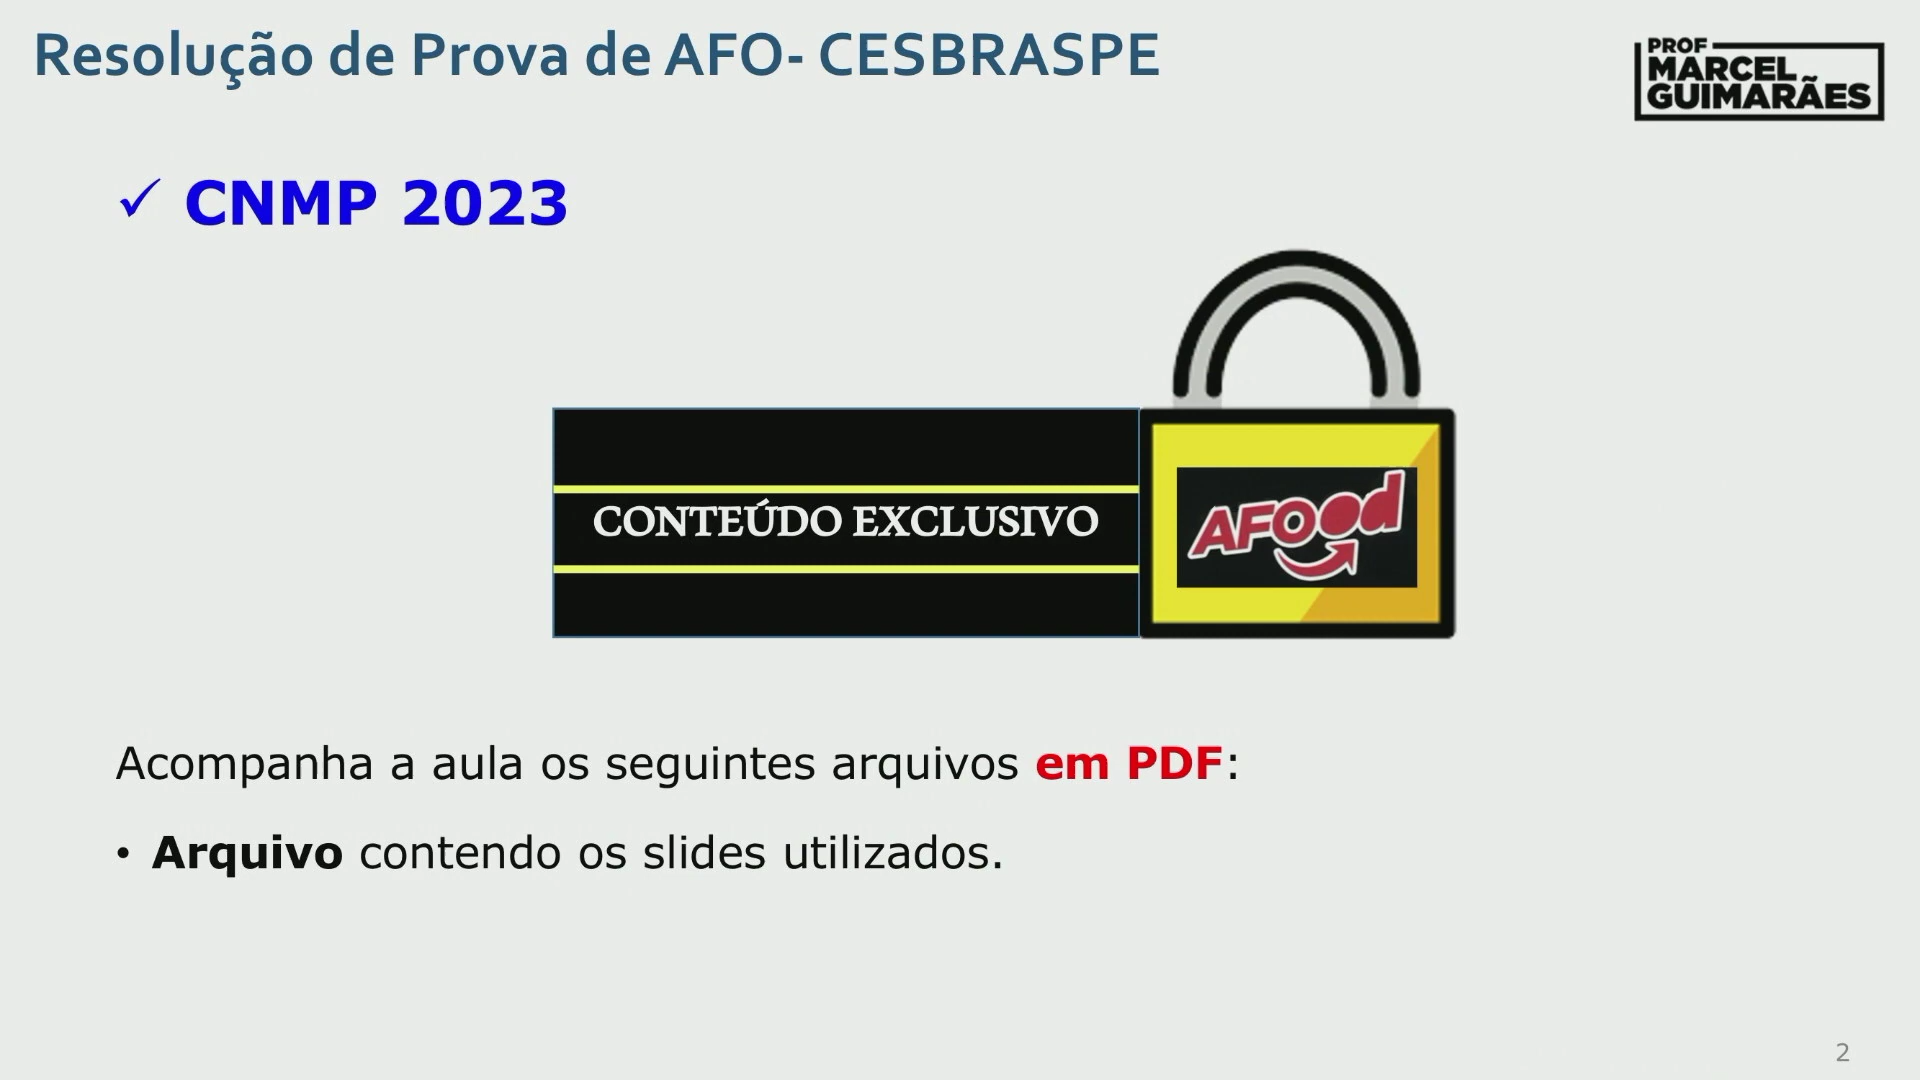 Resolução de Prova de AFO- CESBRASPE
PROF
MARCEL
GUIMARÃES
✓ CNMP 2023
CONTEÚDO EXCLUSIVO
AFOod
Acompanha a aula os seguintes arquivos em PDF:
• Arquivo contendo os slides utilizados.
2